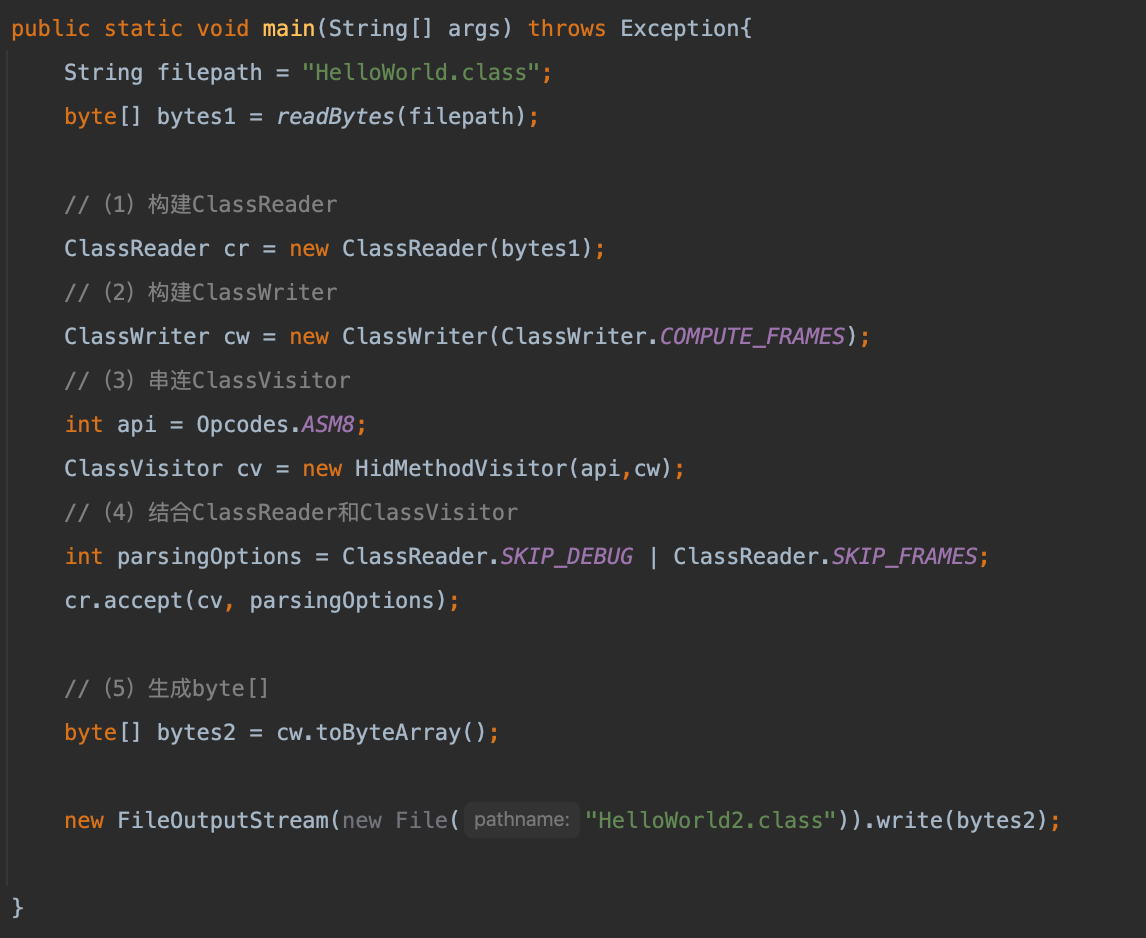 public static void main(String[] args) throws Exception{
String filepath = "HelloWorld.class";
byte[] bytes1 = readBytes(filepath);
//（1）构建ClassReader
ClassReader cr = new ClassReader(bytes1);
//（2）构建ClassWriter
ClassWriter cw = new ClassWriter(ClassWriter.COMPUTE_FRAMES);
//（3）串连ClassVisitor
int api = Opcodes.ASM8;
ClassVisitor cv = new HidMethodVisitor(api,cw);
//（4）结合ClassReader和ClassVisitor
int parsingOptions = ClassReader.SKIP_DEBUG | ClassReader.SKIP_FRAMES;
cr.accept(cv, parsingOptions);
//（5）生成byte[]
byte[] bytes2 = cw.toByteArray();
new FileOutputStream(new File( pathname: "HelloWorld2.class")).write(bytes2);
}